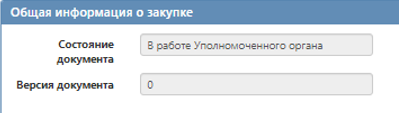 Общая информация о закупке
Состояние документа
В работе Уполномоченного органа
Версия документа
0